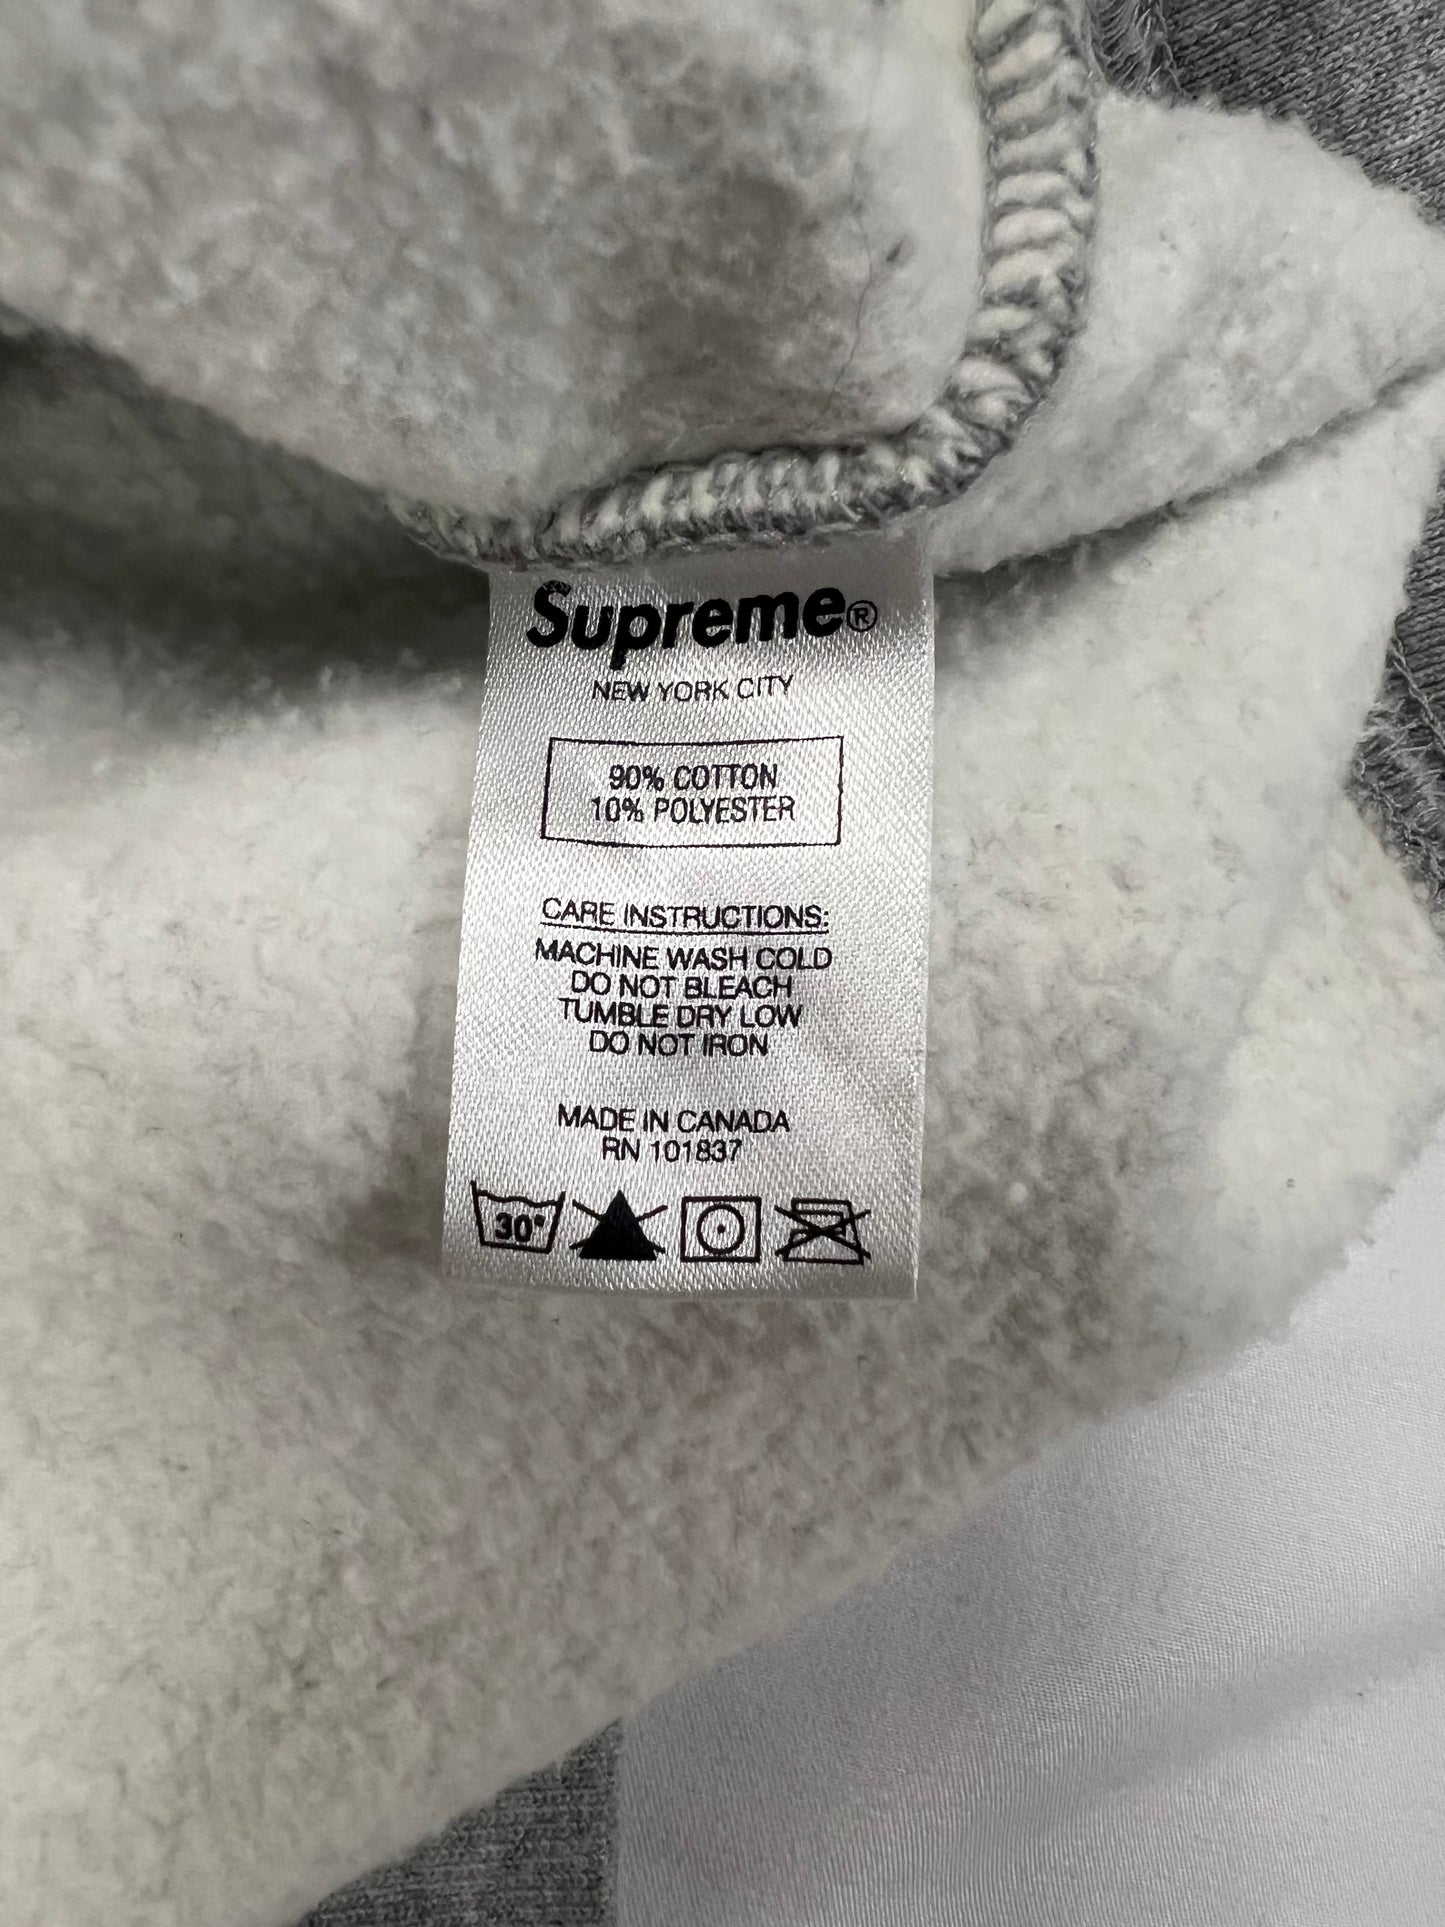 Supreme®
NEW YORK CITY
90% COTTON
10% POLYESTER
CARE INSTRUCTIONS:
MACHINE WASH COLD
DO NOT BLEACH
TUMBLE DRY LOW
DO NOT IRON
MADE IN CANADA
RN 101837
30°